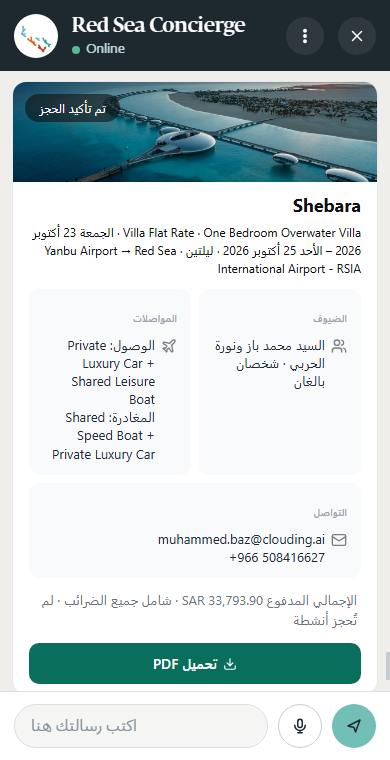 Red Sea Concierge
Online
تم تأكيد الحجز
Shebara
Villa Flat Rate · One Bedroom Overwater Villa · الجمعة 23 أكتوبر
2026 – الأحد 25 أكتوبر 2026 · ليلتين · Yanbu Airport → Red Sea
International Airport - RSIA
الضيوف
السيد محمد باز ونورة
الحربي · شخصان
بالغان
المواصلات
الوصول: Private
Luxury Car +
Shared Leisure
Boat
المغادرة: Shared
Speed Boat +
Private Luxury Car
التواصل
muhammed.baz@clouding.ai
+966 508416627
الإجمالي المدفوع SAR 33,793.90 · شامل جميع الضرائب · لم
تُحجز أنشطة
تحميل PDF
اكتب رسالتك هنا